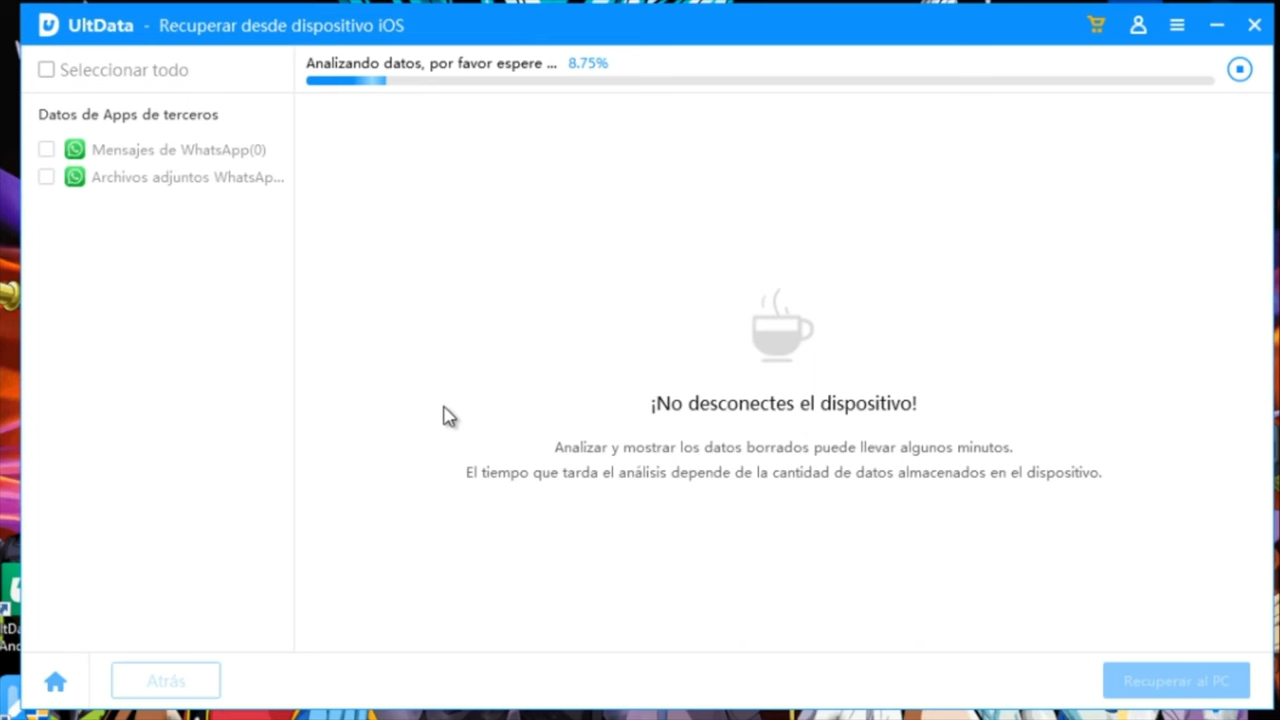 UltData - Recuperar desde dispositivo iOS
Seleccionar todo
Analizando datos, por favor espere ... 8.75%
Datos de Apps de terceros
Mensajes de WhatsApp(0)
Archivos adjuntos WhatsAp...
¡No desconectes el dispositivo!
Analizar y mostrar los datos borrados puede llevar algunos minutos.
El tiempo que tarda el análisis depende de la cantidad de datos almacenados en el dispositivo.
Atrás
Recuperar al PC